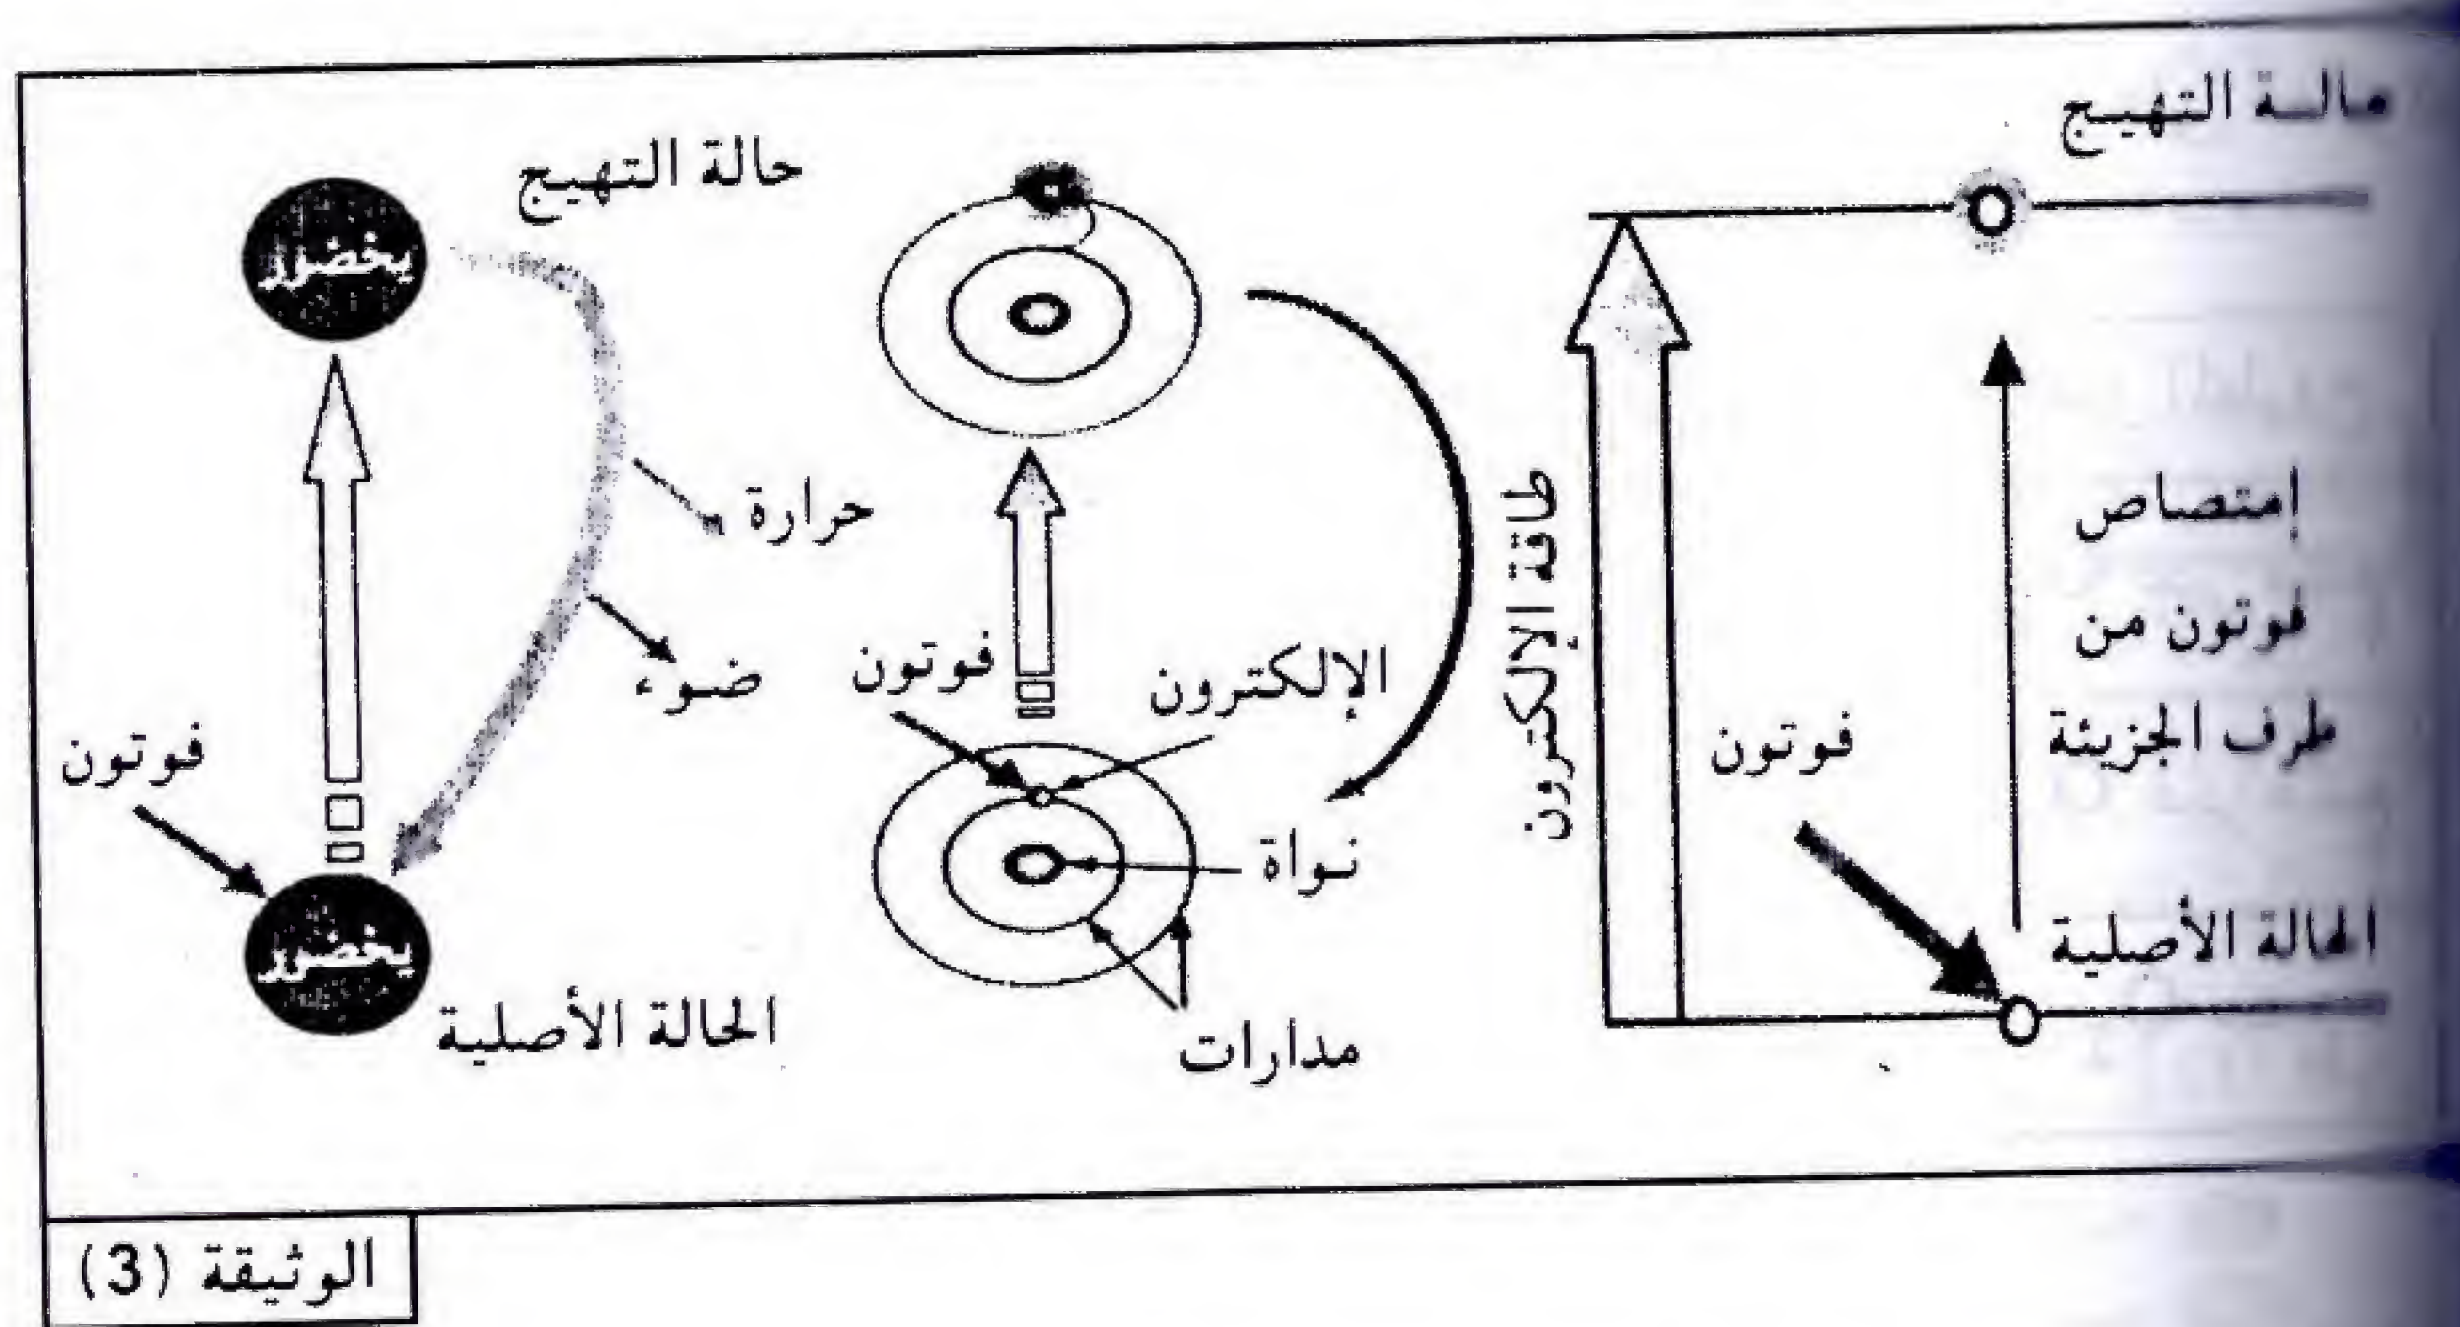 حالة التهيج
إمتصاص
فوتون من
طرف الجزيئة
فوتون
الحالة الأصلية
طاقة الإلكترون
فوتون
الإلكترون
نواة
مدارات
حالة التهيج
يخضور
حرارة
ضوء
فوتون
يخضور
الحالة الأصلية
الوثيقة (3)